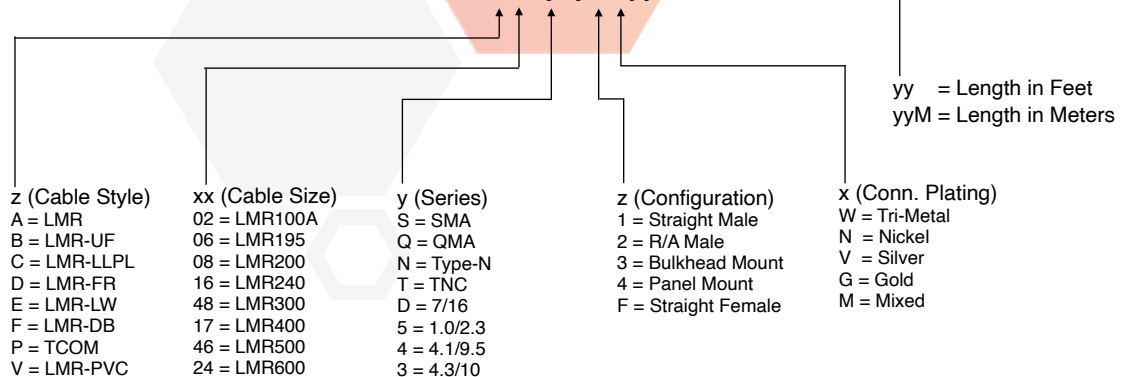 yy = Length in Feet
yyM = Length in Meters
z (Cable Style)
A = LMR
B = LMR-UF
C = LMR-LLPL
D = LMR-FR
E = LMR-LW
F = LMR-DB
P = TCOM
V = LMR-PVC
xx (Cable Size)
02 = LMR100A
06 = LMR195
08 = LMR200
16 = LMR240
48 = LMR300
17 = LMR400
46 = LMR500
24 = LMR600
y (Series)
S = SMA
Q = QMA
N = Type-N
T = TNC
D = 7/16
5 = 1.0/2.3
4 = 4.1/9.5
3 = 4.3/10
z (Configuration)
1 = Straight Male
2 = R/A Male
3 = Bulkhead Mount
4 = Panel Mount
F = Straight Female
x (Conn. Plating)
W = Tri-Metal
N = Nickel
V = Silver
G = Gold
M = Mixed